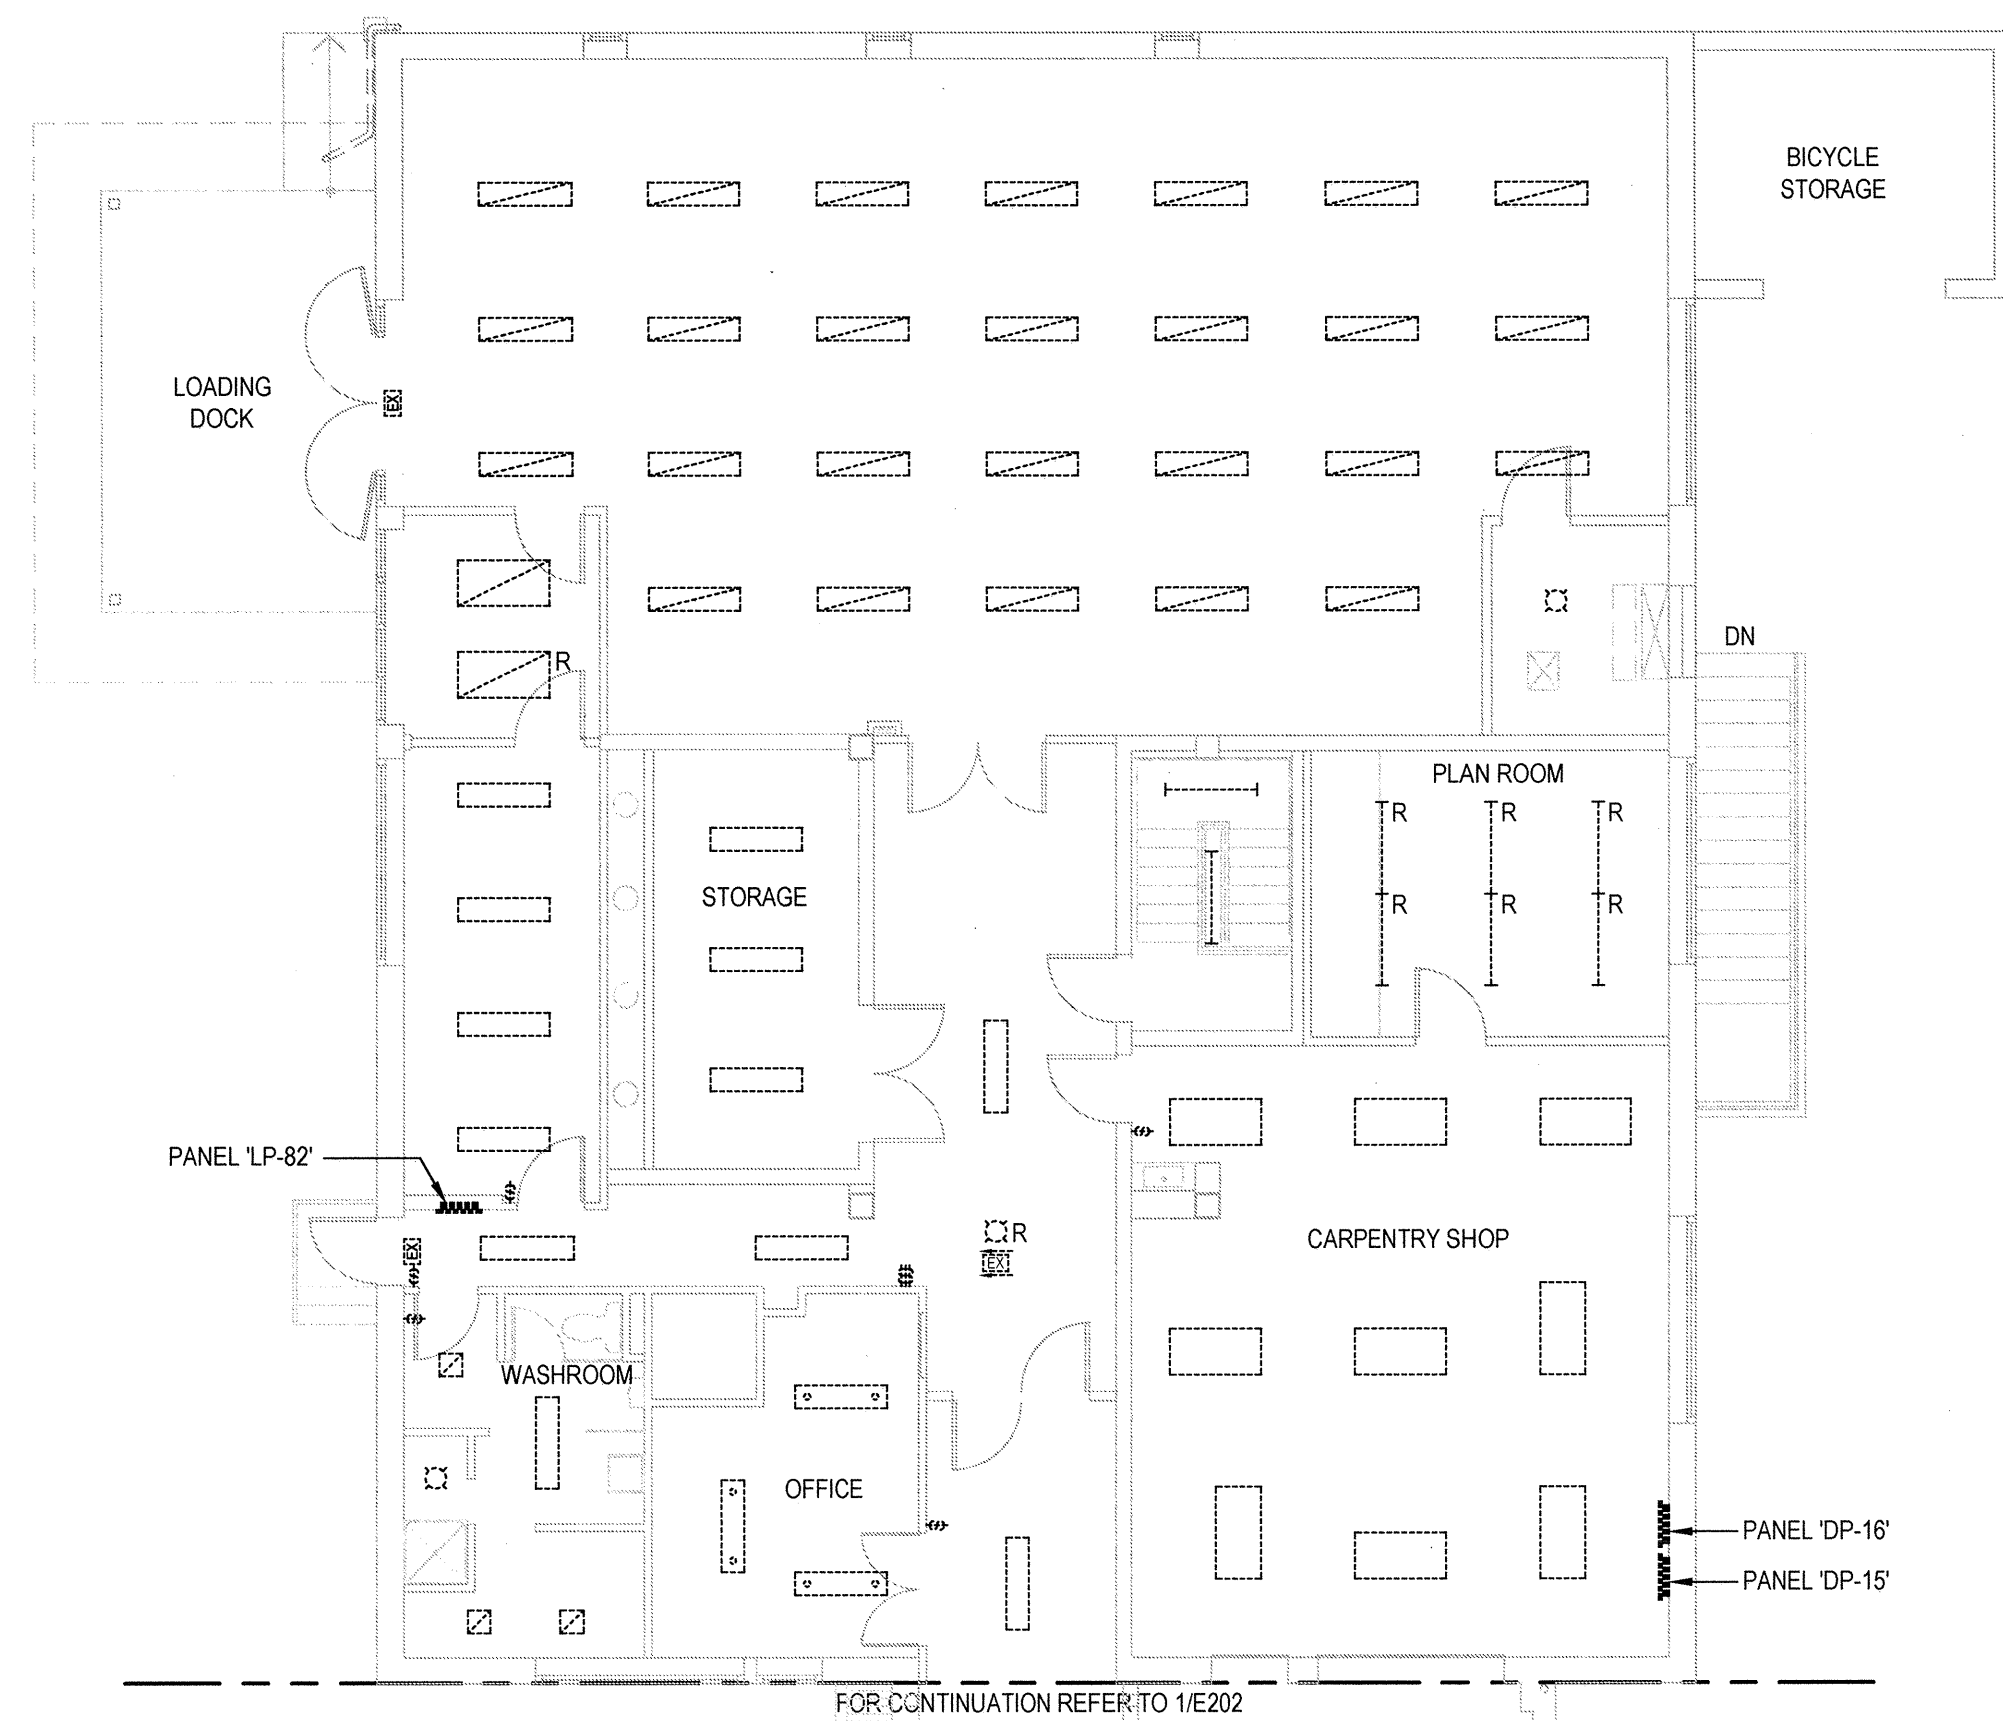 BICYCLE
STORAGE
LOADING
DOCK
EX
DN
R
PLAN ROOM
R
R
R
STORAGE
R
R
R
PANEL 'LP-82'
R
EX
EX
CARPENTRY SHOP
WASHROOM
OFFICE
PANEL 'DP-16'
PANEL 'DP-15'
FOR CONTINUATION REFER TO 1/E202